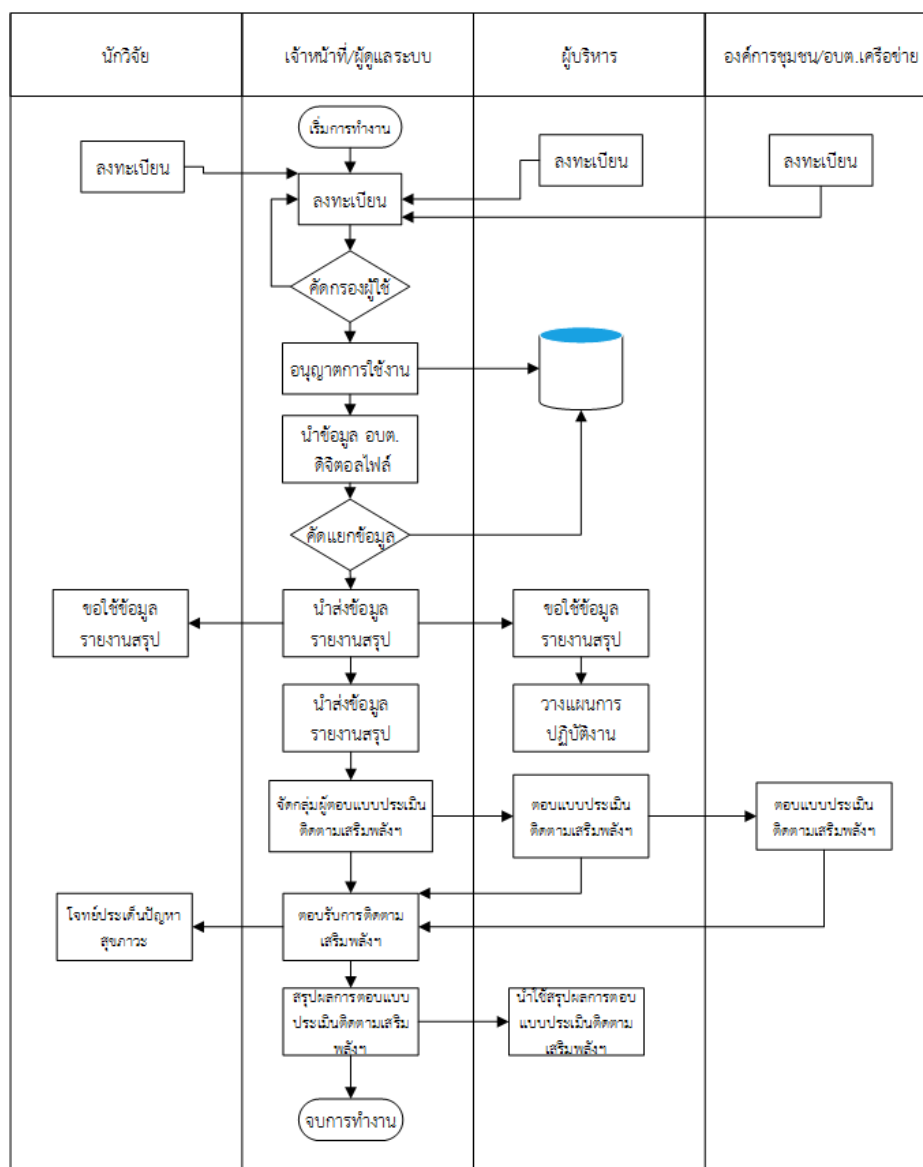 นักวิจัย
เจ้าหน้าที่/ผู้ดูแลระบบ
ผู้บริหาร
องค์การชุมชน/อบต.เครือข่าย
เริ่มการทำงาน
ลงทะเบียน
ลงทะเบียน
ลงทะเบียน
ลงทะเบียน
คัดกรองผู้ใช้
อนุญาตการใช้งาน
นำข้อมูล อบต.
ดิจิตอลไฟล์
คัดแยกข้อมูล
ขอใช้ข้อมูล
รายงานสรุป
นำส่งข้อมูล
รายงานสรุป
ขอใช้ข้อมูล
รายงานสรุป
นำส่งข้อมูล
รายงานสรุป
วางแผนการ
ปฏิบัติงาน
จัดกลุ่มผู้ตอบแบบประเมิน
ติดตามเสริมพลังฯ
ตอบแบบประเมิน
ติดตามเสริมพลังฯ
ตอบแบบประเมิน
ติดตามเสริมพลังฯ
โจทย์ประเด็นปัญหา
สุขภาวะ
ตอบรับการติดตาม
เสริมพลังฯ
สรุปผลการตอบแบบ
ประเมินติดตามเสริม
พลังฯ
นำใช้สรุปผลการตอบ
แบบประเมินติดตาม
เสริมพลังฯ
จบการทำงาน